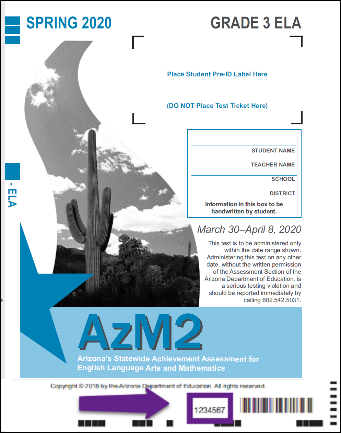 SPRING 2020
GRADE 3 ELA
Place Student Pre-ID Label Here
(DO NOT Place Test Ticket Here)
STUDENT NAME
TEACHER NAME
SCHOOL
DISTRICT
Information in this box to be
handwritten by student.
- ELA
March 30–April 8, 2020
This test is to be administered only
within the date range shown.
Administering this test on any other
date, without the written permission
of the Assessment Section of the
Arizona Department of Education, is
a serious testing violation and
should be reported immediately by
calling 602.542.5031.
AzM2
Arizona's Statewide Achievement Assessment for
English Language Arts and Mathematics
Copyright © 2018 by the Arizona Department of Education. All rights reserved.
1234567